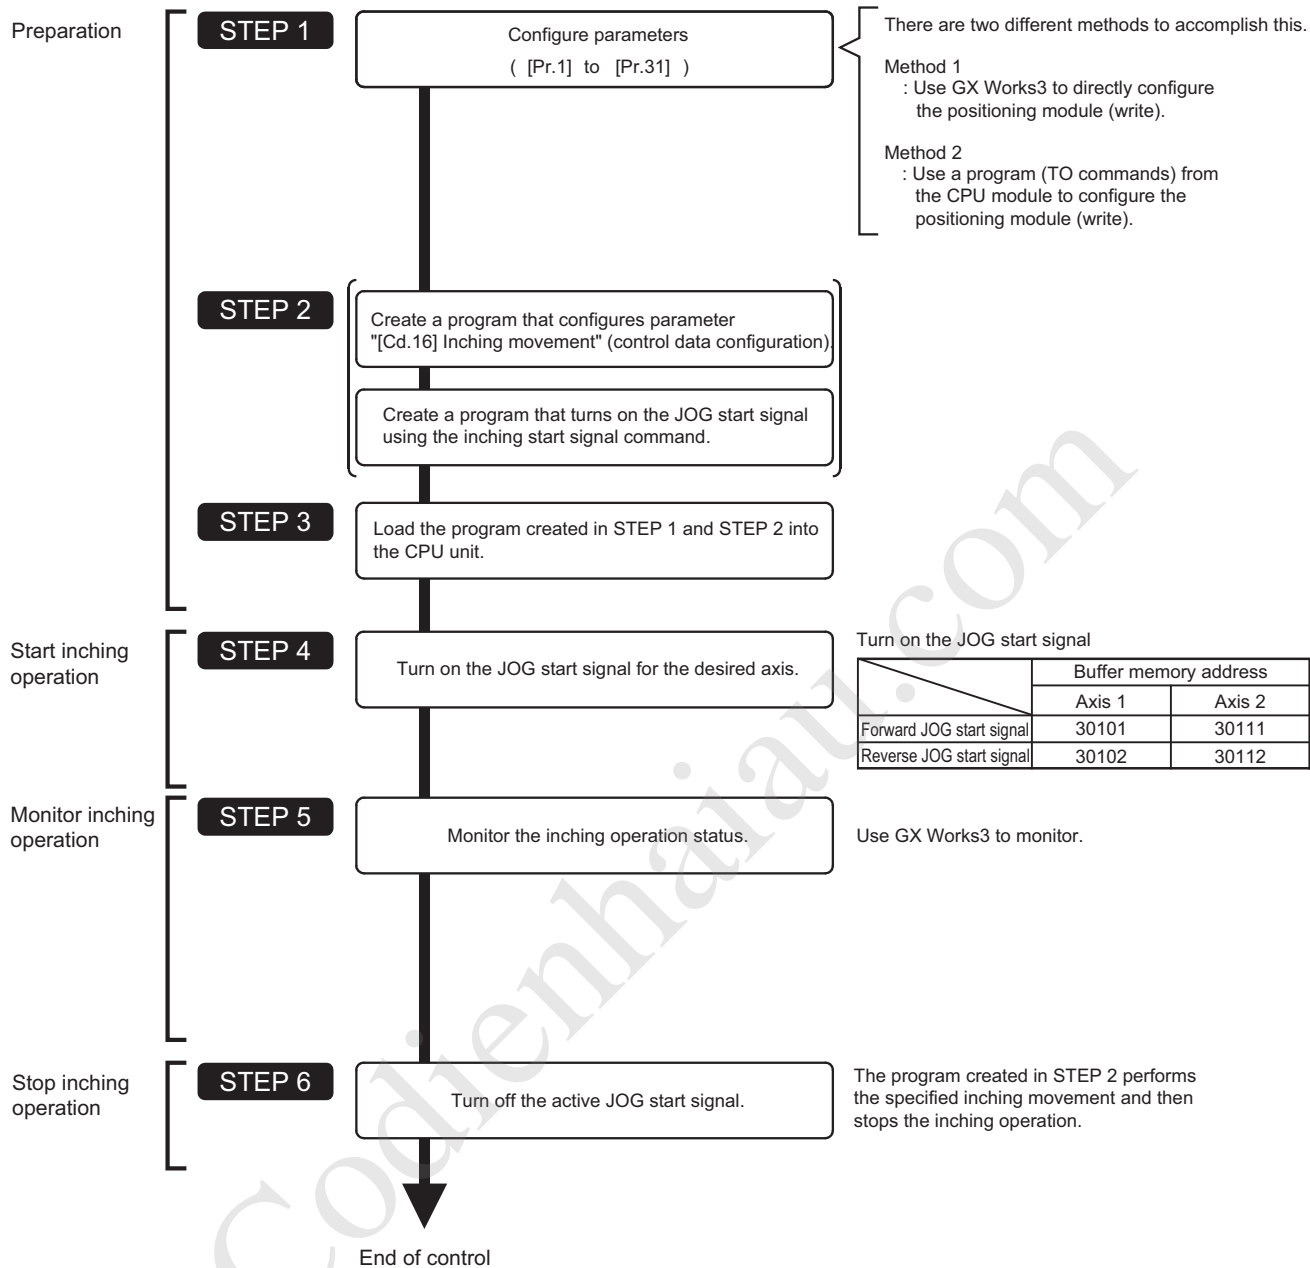 Preparation
STEP 1
Configure parameters
( [Pr.1] to [Pr.31] )
There are two different methods to accomplish this.
Method 1
: Use GX Works3 to directly configure
the positioning module (write).
Method 2
: Use a program (TO commands) from
the CPU module to configure the
positioning module (write).
STEP 2
Create a program that configures parameter
"[Cd.16] Inching movement" (control data configuration).
Create a program that turns on the JOG start signal
using the inching start signal command.
STEP 3
Load the program created in STEP 1 and STEP 2 into
the CPU unit.
Start inching
operation
STEP 4
Turn on the JOG start signal for the desired axis.
Turn on the JOG start signal
Buffer memory address
Axis 1 Axis 2
Forward JOG start signal 30101 30111
Reverse JOG start signal 30102 30112
Monitor inching
operation
STEP 5
Monitor the inching operation status.
Use GX Works3 to monitor.
Stop inching
operation
STEP 6
Turn off the active JOG start signal.
The program created in STEP 2 performs
the specified inching movement and then
stops the inching operation.
End of control
Codienhaiau.com